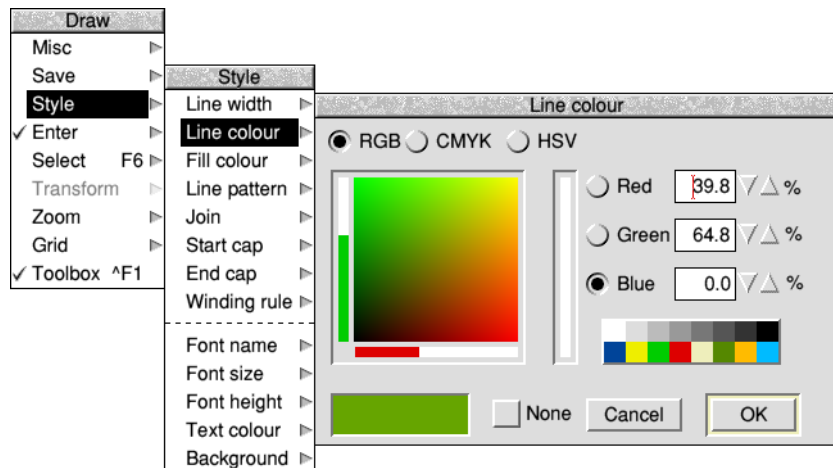 Draw
Misc
Save
Style
✓ Enter
Select F6
Transform
Zoom
Grid
✓ Toolbox ^F1
Style
Line width
Line colour
Fill colour
Line pattern
Join
Start cap
End cap
Winding rule
Font name
Font size
Font height
Text colour
Background
Line colour
RGB CMYK HSV
Red 39.8 %
Green 64.8 %
Blue 0.0 %
None Cancel OK